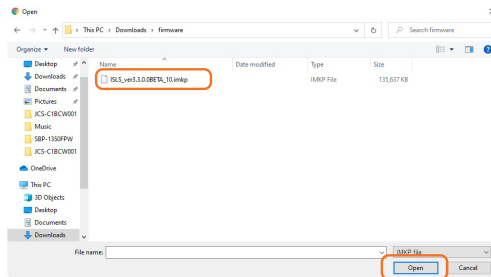 Open
This PC > Downloads > firmware
Search firmware
Organize
New folder
Name
Date modified
Type
Size
Desktop
Downloads
Documents
Pictures
JCS-C1BCW001
Music
SBP-1350FPW
JCS-C1BCW001
OneDrive
This PC
3D Objects
Desktop
Documents
Downloads
ISLS_ver3.3.0.0BETA_10.imkp
IMKP File
135,637 KB
File name:
IMKP file
Open
Cancel